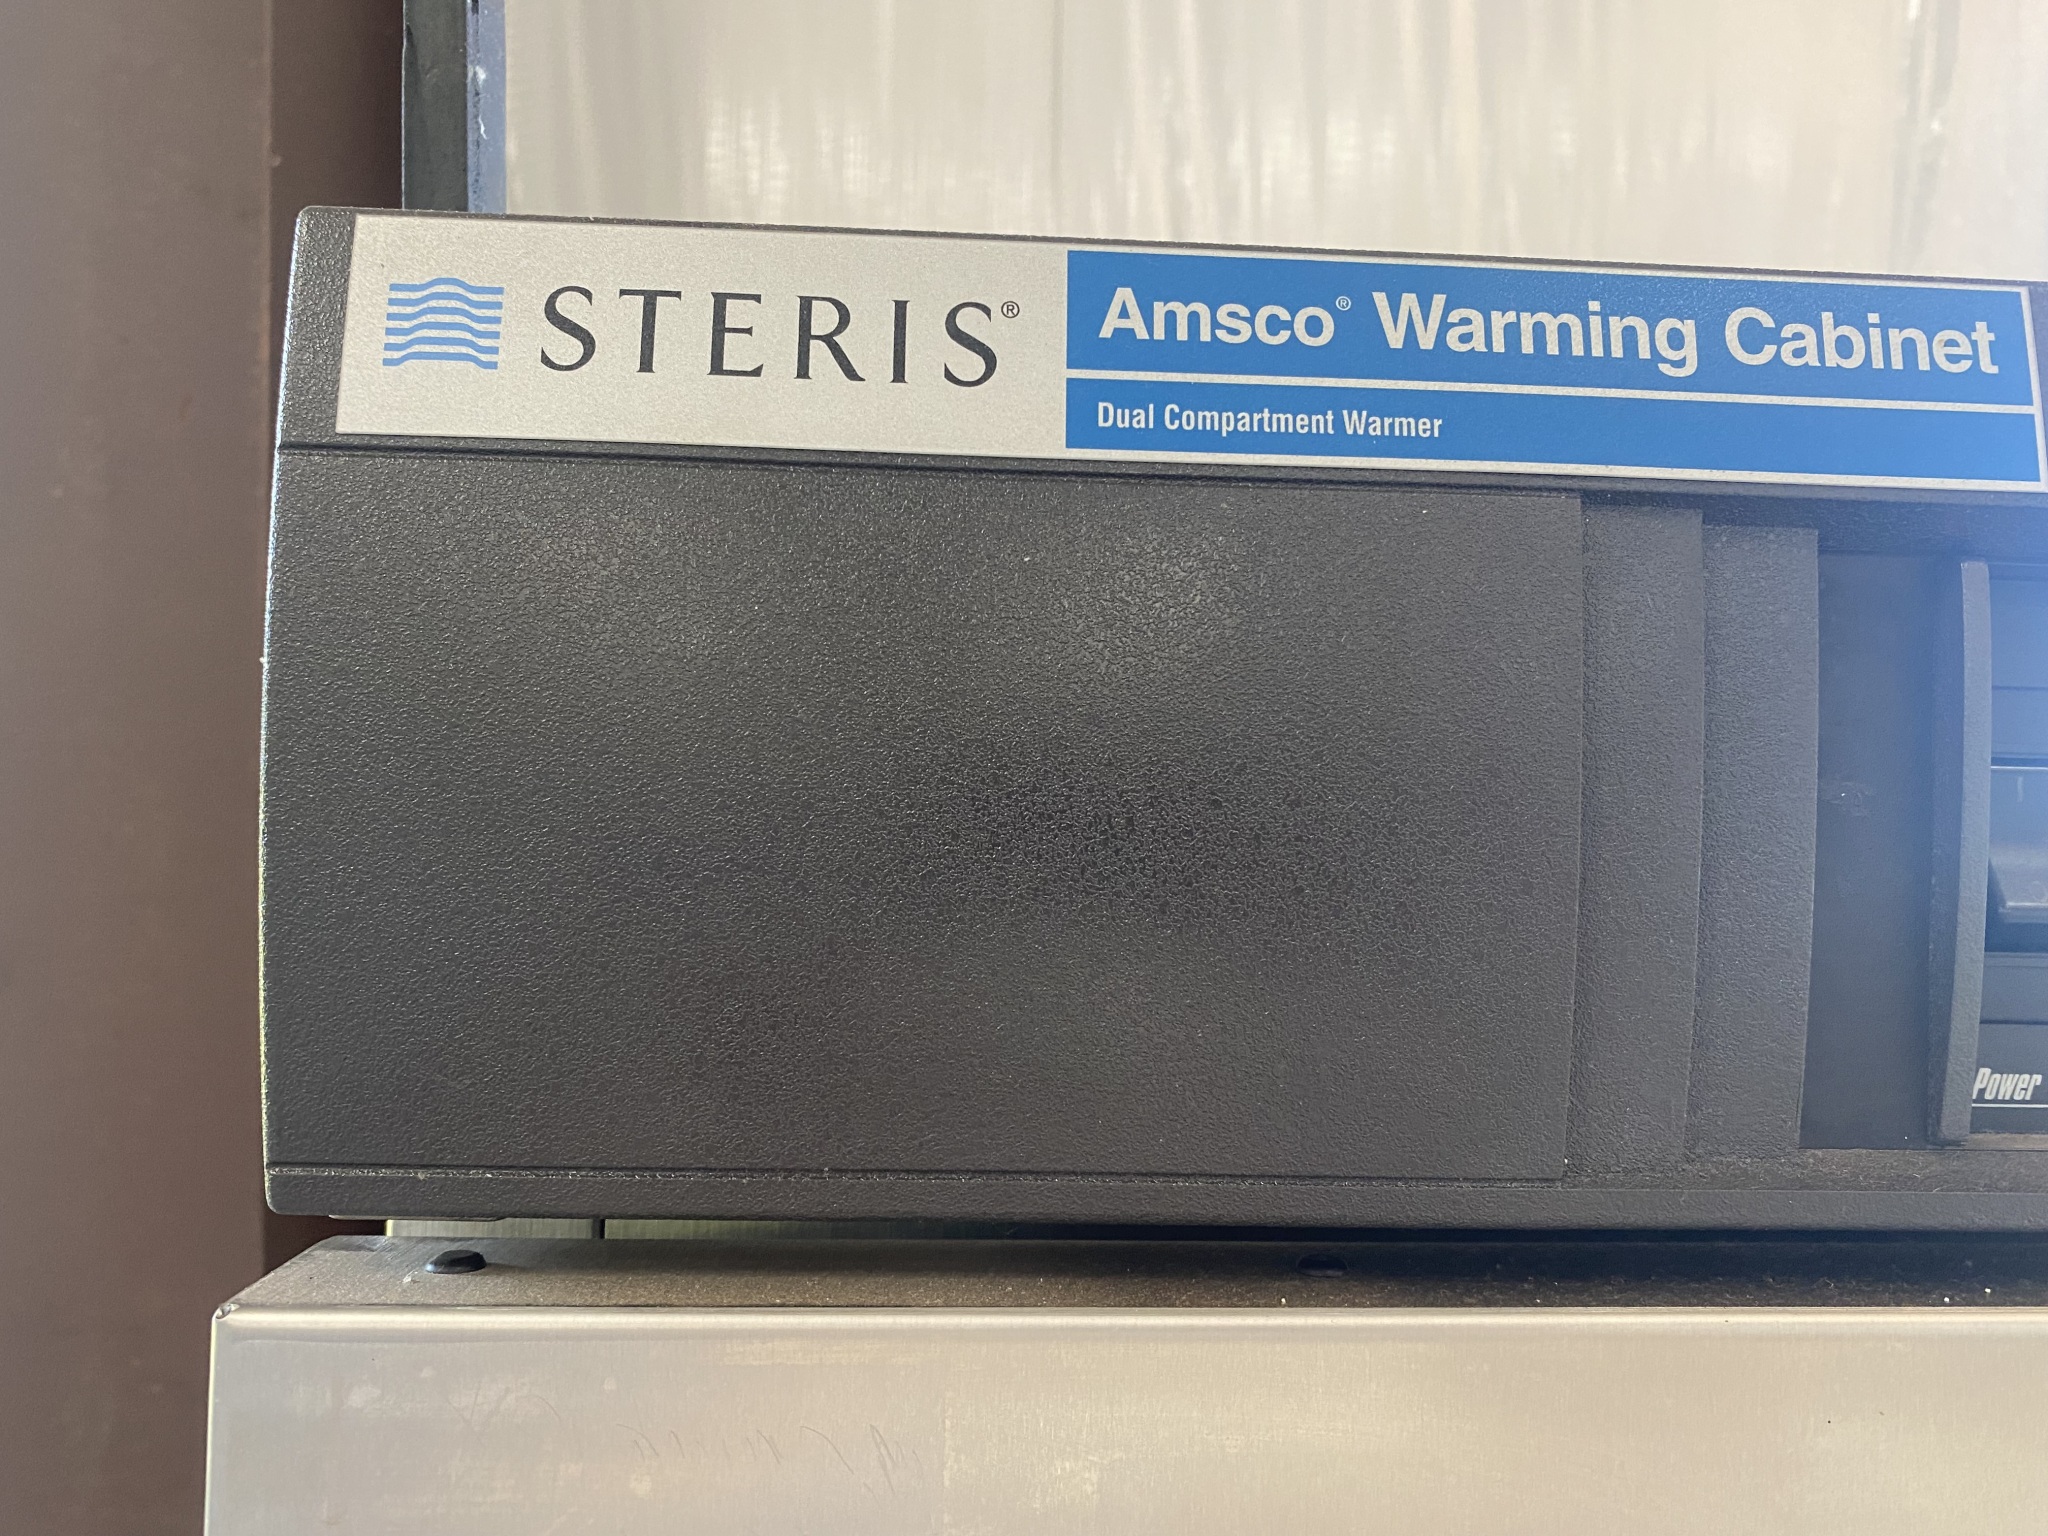 STERIS®
Amsco® Warming Cabinet
Dual Compartment Warmer
Power